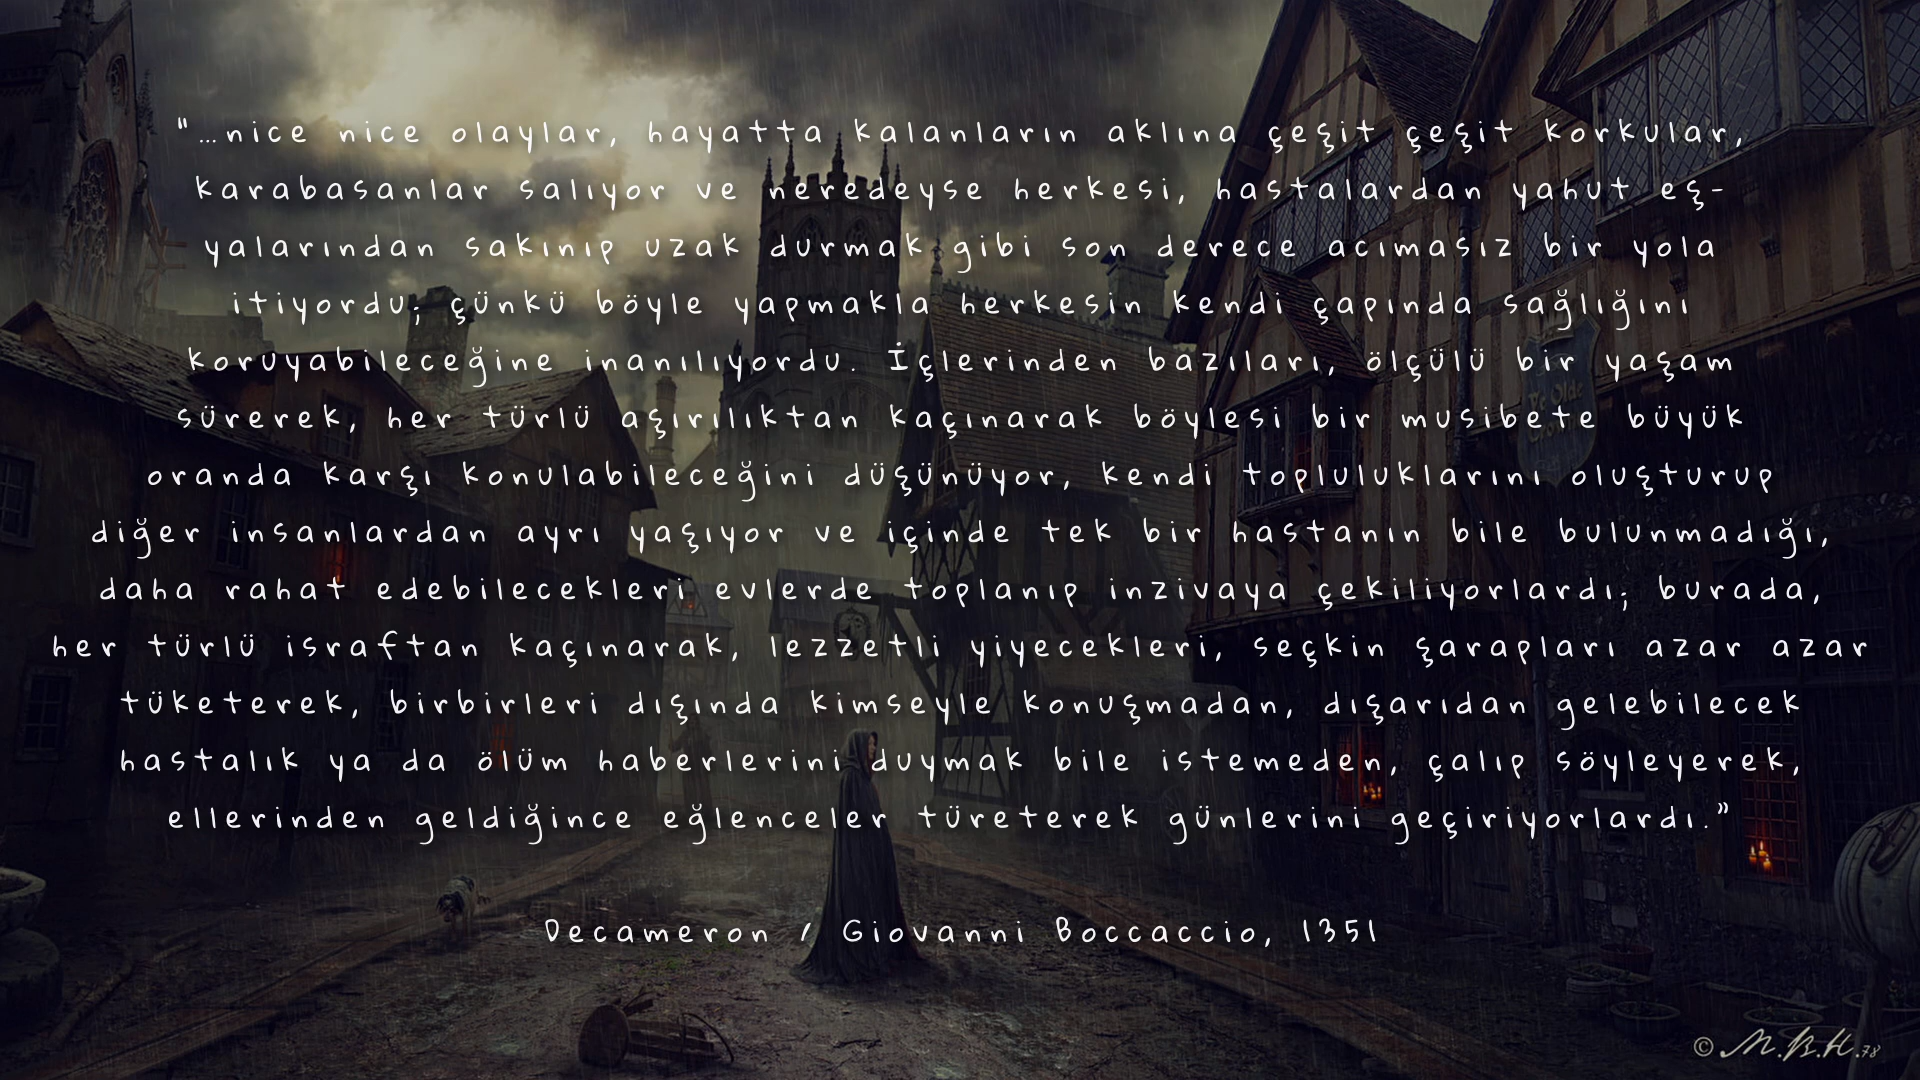 "…nice nice olaylar, hayatta kalanların aklına çeşit çeşit korkular,
karabasanlar salıyor ve neredeyse herkesi, hastalardan yahut eş-
yalarından sakınıp uzak durmak gibi son derece acımasız bir yola
itiyordu; çünkü böyle yapmakla herkesin kendi çapında sağlığını
koruyabileceğine inanılıyordu. İçlerinden bazıları, ölçülü bir yaşam
sürerek, her türlü aşırılıktan kaçınarak böylesi bir musibete büyük
oranda karşı konulabileceğini düşünüyor, kendi topluluklarını oluşturup
diğer insanlardan ayrı yaşıyor ve içinde tek bir hastanın bile bulunmadığı,
daha rahat edebilecekleri evlerde toplanıp inzivaya çekiliyorlardı; burada,
her türlü israftan kaçınarak, lezzetli yiyecekleri, seçkin şarapları azar azar
tüketerek, birbirleri dışında kimseyle konuşmadan, dışarıdan gelebilecek
hastalık ya da ölüm haberlerini duymak bile istemeden, çalıp söyleyerek,
ellerinden geldiğince eğlenceler türeterek günlerini geçiriyorlardı.”
Decameron / Giovanni Boccaccio, 1351
© M.B.H.78